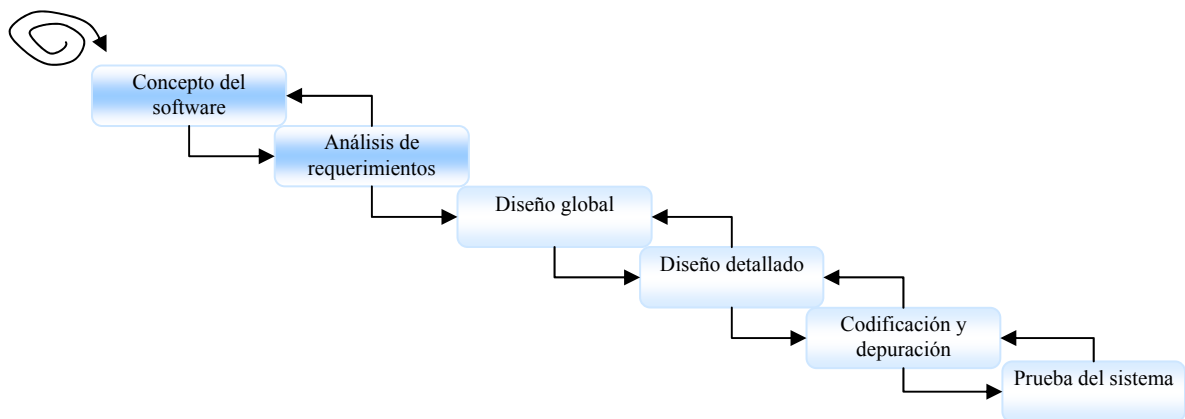 Concepto del
software
Análisis de
requerimientos
Diseño global
Diseño detallado
Codificación y
depuración
Prueba del sistema